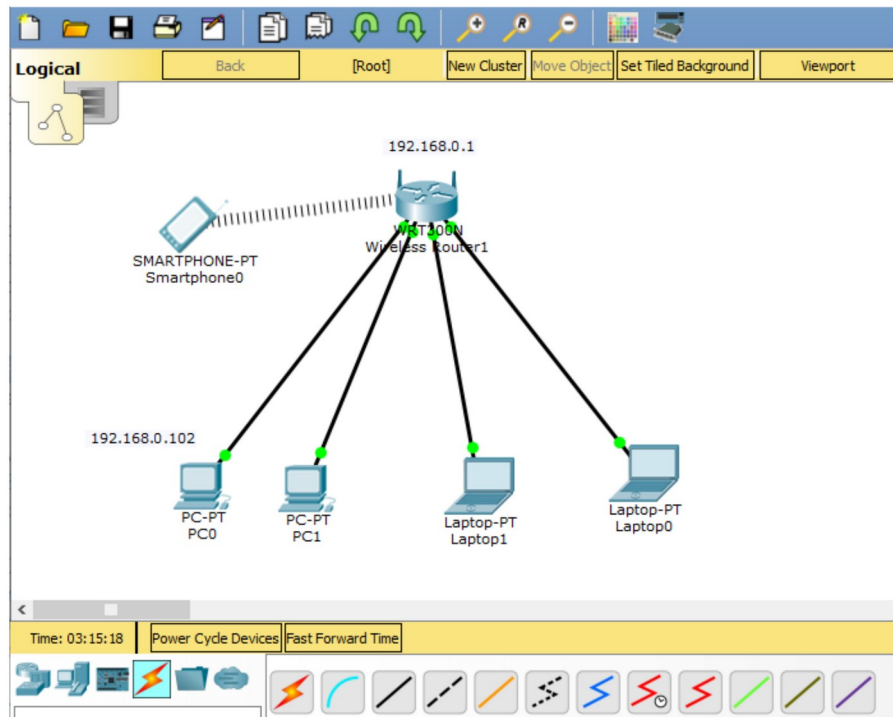 Logical
Back
[Root]
New Cluster
Move Object
Set Tiled Background
Viewport
192.168.0.1
WRT300N
Wireless Router1
SMARTPHONE-PT
Smartphone0
192.168.0.102
PC-PT
PC0
PC-PT
PC1
Laptop-PT
Laptop1
Laptop-PT
Laptop0
Time: 03:15:18
Power Cycle Devices
Fast Forward Time